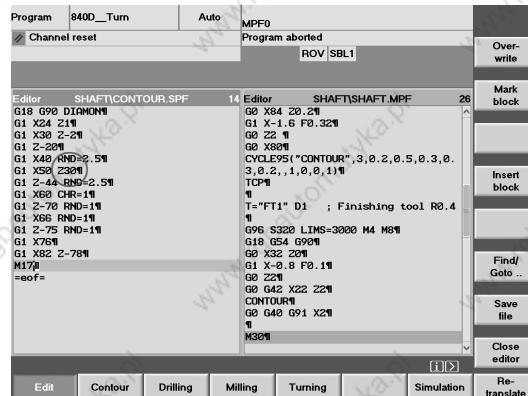 Program
840D__Turn
Auto
MPF0
Channel reset
Program aborted
ROV SBL1
Over-
write
Mark
block
Insert
block
Find/
Goto ..
Save
file
Close
editor
Re-
translate
Editor SHAFT\CONTOUR.SPF 14
G18 G90 DIAMON¶
G1 X24 Z1¶
G1 X30 Z-2¶
G1 Z-20¶
G1 X40 RND=2.5¶
G1 X50 Z30¶
G1 Z-44 RND=2.5¶
G1 X60 CHR=1¶
G1 Z-70 RND=1¶
G1 X66 RND=1¶
G1 Z-75 RND=1¶
G1 X76¶
G1 X82 Z-78¶
M17¶
=eof=
Editor SHAFT\SHAFT.MPF 26
G0 X84 Z0.2¶
G1 X-1.6 F0.32¶
G0 Z2 ¶
G0 X80¶
CYCLE95("CONTOUR",3,0.2,0.5,0.3,0.
3,0.2,,1,0,0,1)¶
TCP¶
¶
T="FT1" D1 ; Finishing tool R0.4
¶
G96 S320 LIMS=3000 M4 M8¶
G18 G54 G90¶
G0 X32 Z0¶
G1 X-0.8 F0.1¶
G0 Z2¶
G0 G42 X22 Z2¶
CONTOUR¶
G0 G40 G91 X2¶
¶
M30¶
Edit
Contour
Drilling
Milling
Turning
Simulation